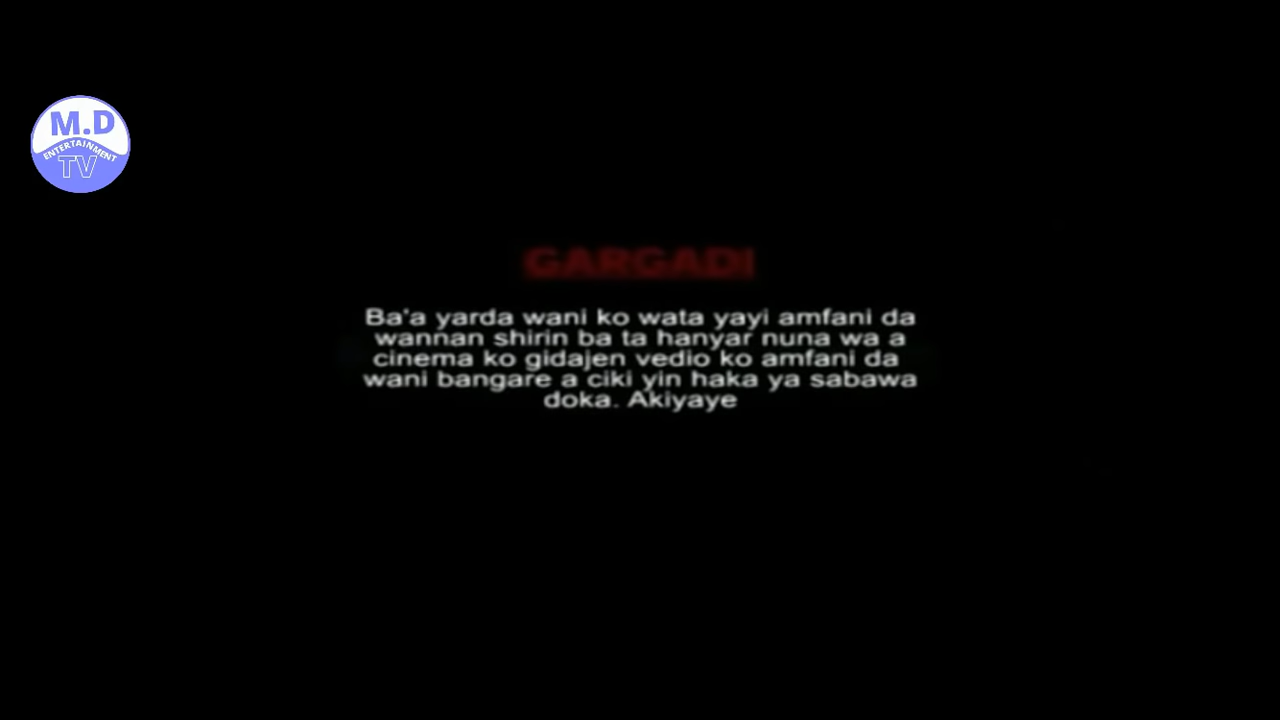 M.D
ENTERTAINMENT
TV
GARGADI
Ba'a yarda wani ko wata yayi amfani da
wannan shirin ba ta hanyar nuna wa a
cinema ko gidajen vedio ko amfani da
wani bangare a ciki yin haka ya sabawa
doka. Akiyaye